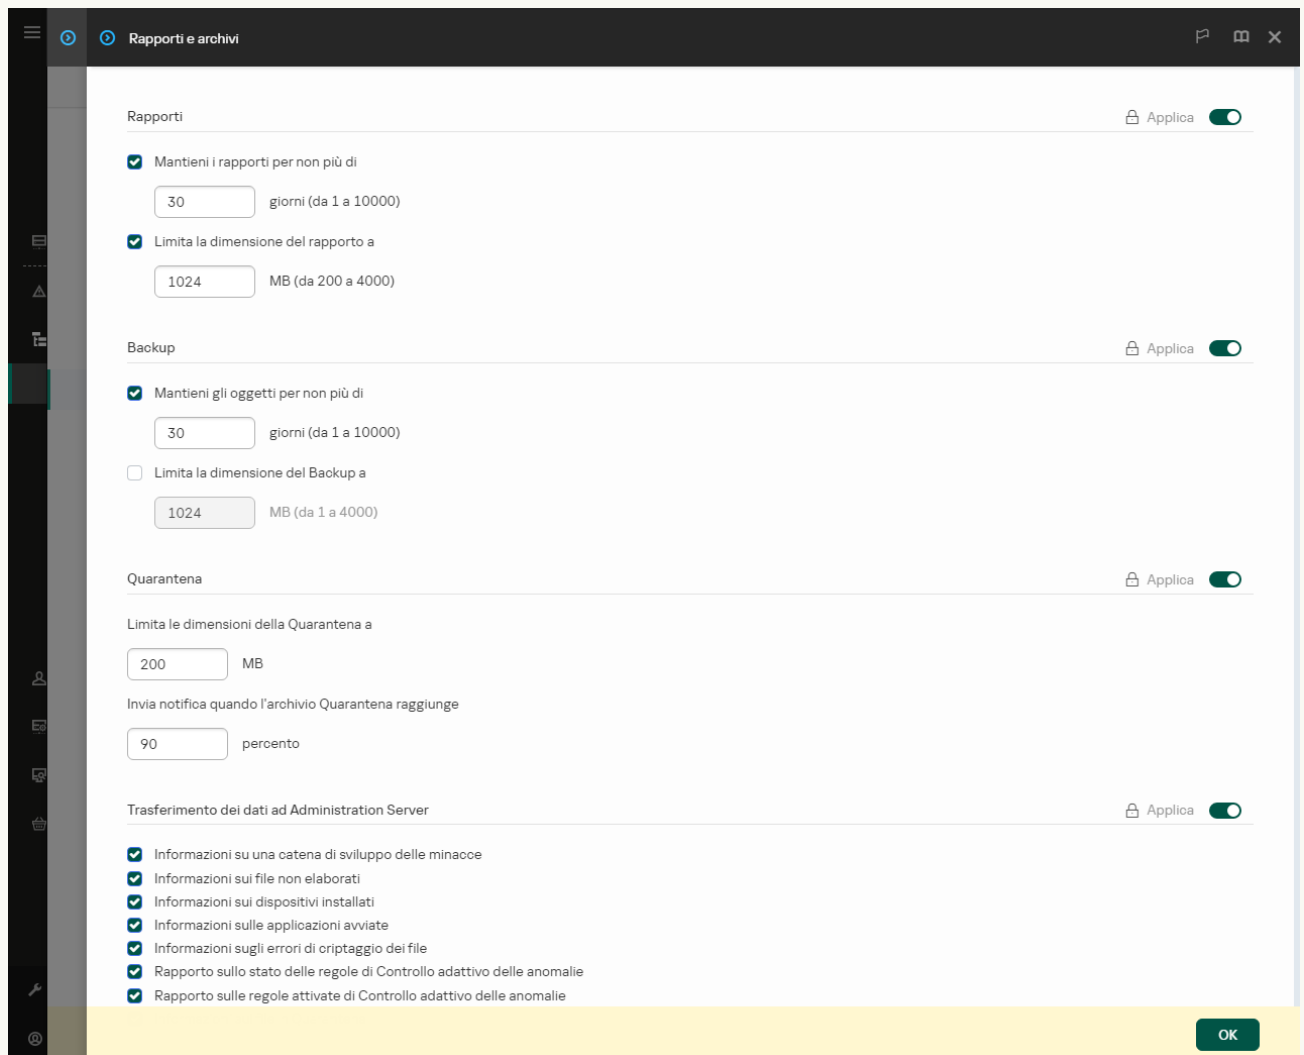 Rapporti e archivi
Rapporti
Applica
Mantieni i rapporti per non più di
30 giorni (da 1 a 10000)
Limita la dimensione del rapporto a
1024 MB (da 200 a 4000)
Backup
Applica
Mantieni gli oggetti per non più di
30 giorni (da 1 a 10000)
Limita la dimensione del Backup a
1024 MB (da 1 a 4000)
Quarantena
Applica
Limita le dimensioni della Quarantena a
200 MB
Invia notifica quando l'archivio Quarantena raggiunge
90 percento
Trasferimento dei dati ad Administration Server
Applica
Informazioni su una catena di sviluppo delle minacce
Informazioni sui file non elaborati
Informazioni sui dispositivi installati
Informazioni sulle applicazioni avviate
Informazioni sugli errori di criptaggio dei file
Rapporto sullo stato delle regole di Controllo adattivo delle anomalie
Rapporto sulle regole attivate di Controllo adattivo delle anomalie
OK